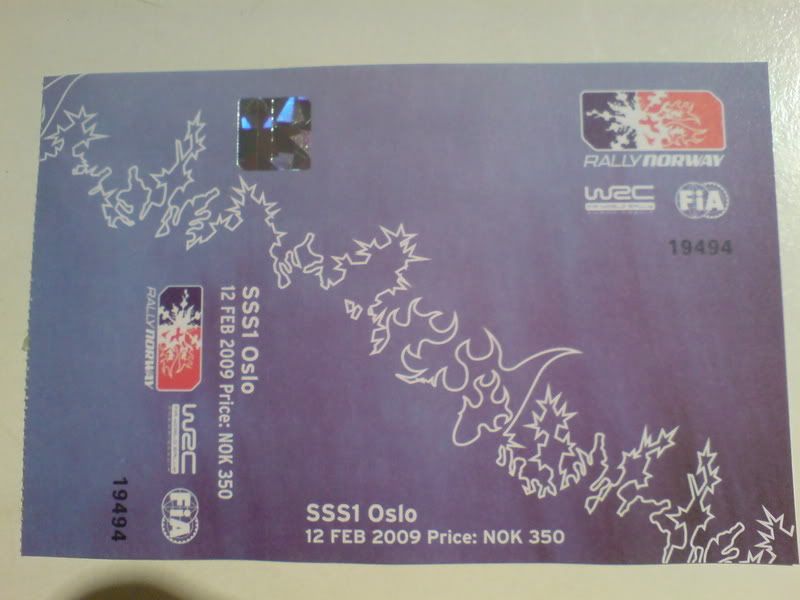 RALLYNORWAY
WRC
FiA
19494
SSS1 Oslo
12 FEB 2009 Price: NOK 350
RALLYNORWAY
WRC
FiA
19494
SSS1 Oslo
12 FEB 2009 Price: NOK 350